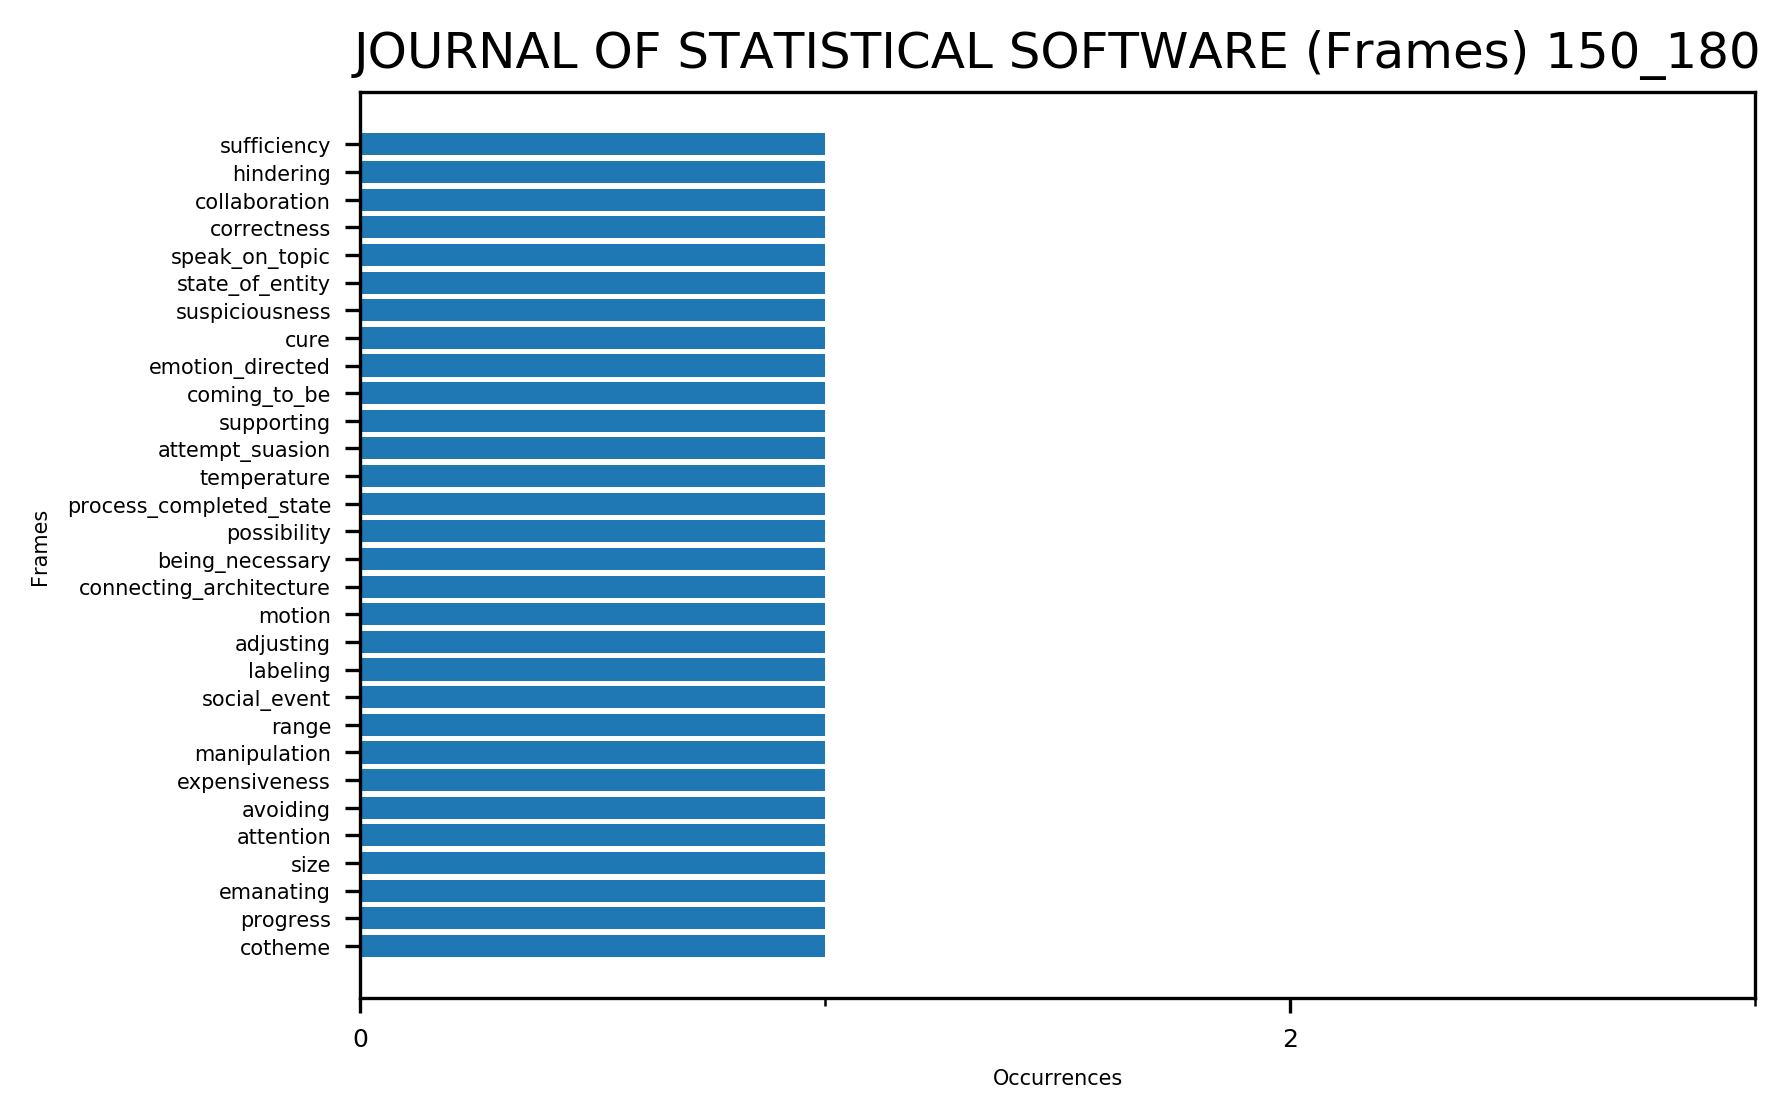 JOURNAL OF STATISTICAL SOFTWARE (Frames) 150_180
sufficiency
hindering
collaboration
correctness
speak_on_topic
state_of_entity
suspiciousness
cure
emotion_directed
coming_to_be
supporting
attempt_suasion
temperature
process_completed_state
possibility
being_necessary
connecting_architecture
motion
adjusting
labeling
social_event
range
manipulation
expensiveness
avoiding
attention
size
emanating
progress
cotheme
Frames
0
2
Occurrences